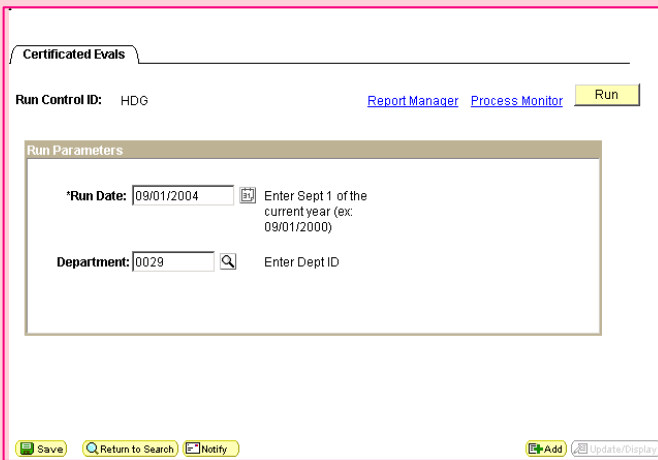 Certificated Evals
Run Control ID: HDG Report Manager Process Monitor Run
Run Parameters
*Run Date: 09/01/2004 31 Enter Sept 1 of the
current year (ex:
09/01/2000)
Department: 0029 Enter Dept ID
Save Return to Search Notify Add Update/Display